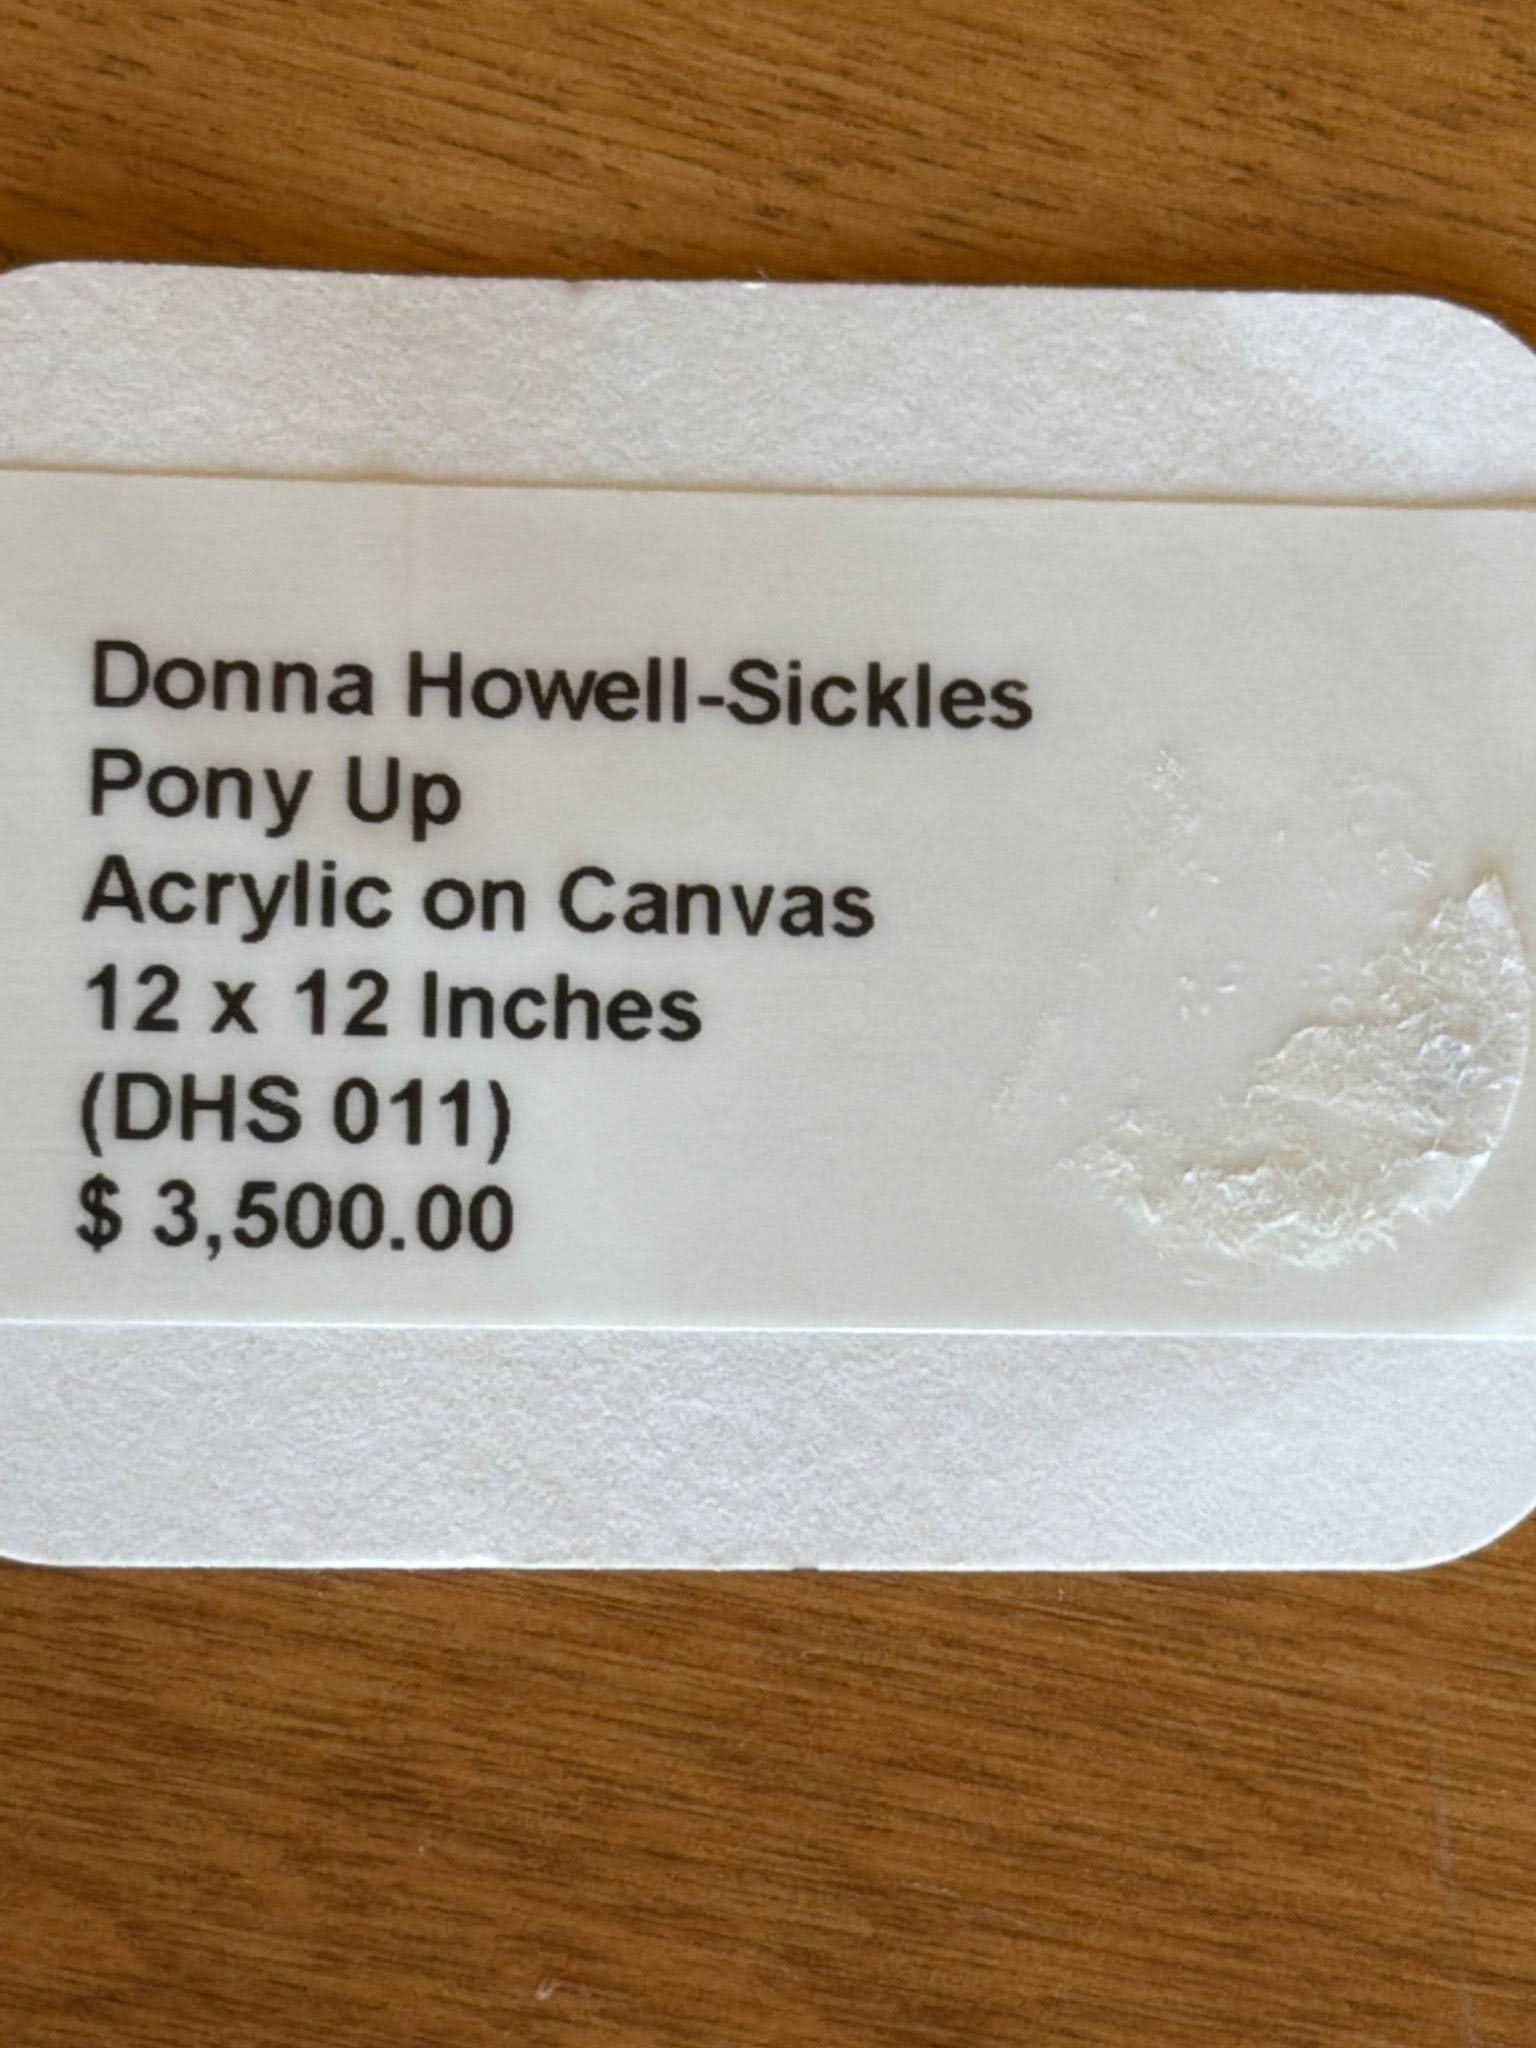 Donna Howell-Sickles
Pony Up
Acrylic on Canvas
12 x 12 Inches
(DHS 011)
$ 3,500.00